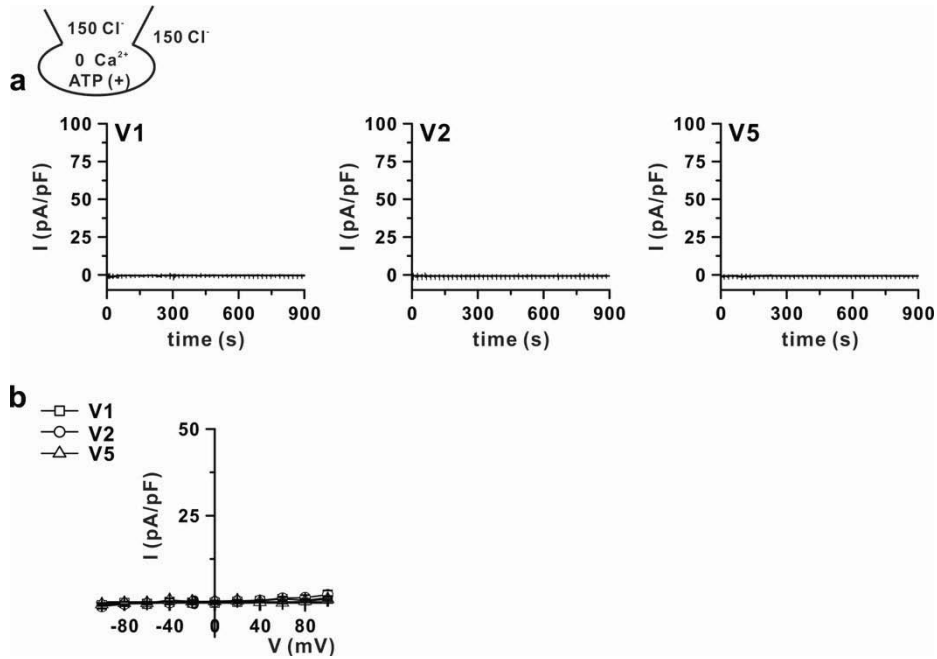 150 Cl⁻
150 Cl⁻
0 Ca²⁺
ATP (+)
a
V1
I (pA/pF)
100
75
50
25
0
0 300 600 900
time (s)
V2
I (pA/pF)
100
75
50
25
0
0 300 600 900
time (s)
V5
I (pA/pF)
100
75
50
25
0
0 300 600 900
time (s)
b
V1
V2
V5
I (pA/pF)
50
25
-80 -40 0 40 80
V (mV)